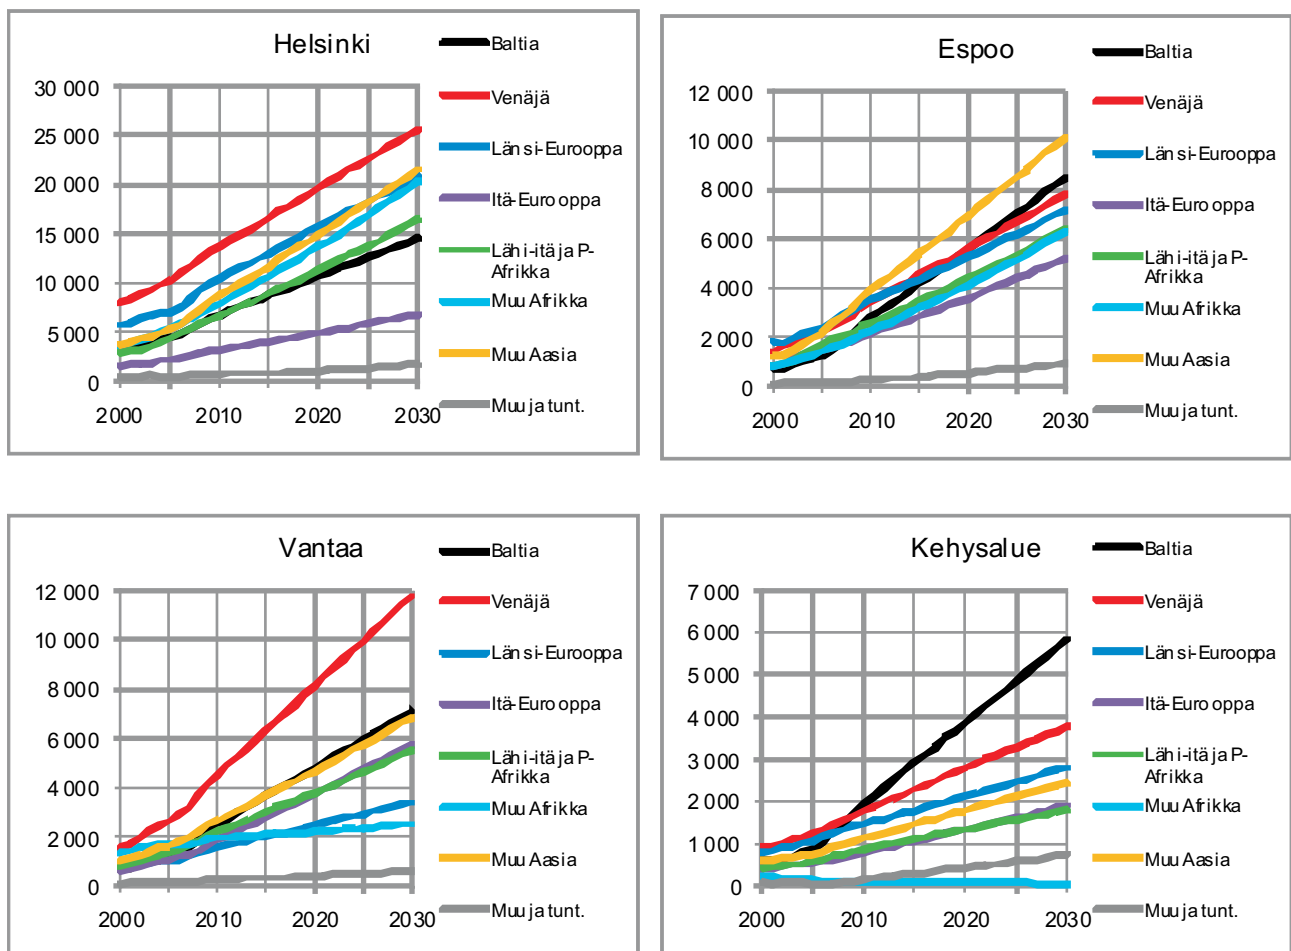 Helsinki
30 000
25 000
20 000
15 000
10 000
5 000
0
2000 2010 2020 2030
Baltia
Venäjä
Länsi-Eurooppa
Itä-Eurooppa
Lähi-itä ja P-
Afrikka
Muu Afrikka
Muu Aasia
Muu ja tunt.
Espoo
12 000
10 000
8 000
6 000
4 000
2 000
0
2000 2010 2020 2030
Baltia
Venäjä
Länsi-Eurooppa
Itä-Eurooppa
Lähi-itä ja P-
Afrikka
Muu Afrikka
Muu Aasia
Muu ja tunt.
Vantaa
12 000
10 000
8 000
6 000
4 000
2 000
0
2000 2010 2020 2030
Baltia
Venäjä
Länsi-Eurooppa
Itä-Eurooppa
Lähi-itä ja P-
Afrikka
Muu Afrikka
Muu Aasia
Muu ja tunt.
Kehysalue
7 000
6 000
5 000
4 000
3 000
2 000
1 000
0
2000 2010 2020 2030
Baltia
Venäjä
Länsi-Eurooppa
Itä-Eurooppa
Lähi-itä ja P-
Afrikka
Muu Afrikka
Muu Aasia
Muu ja tunt.